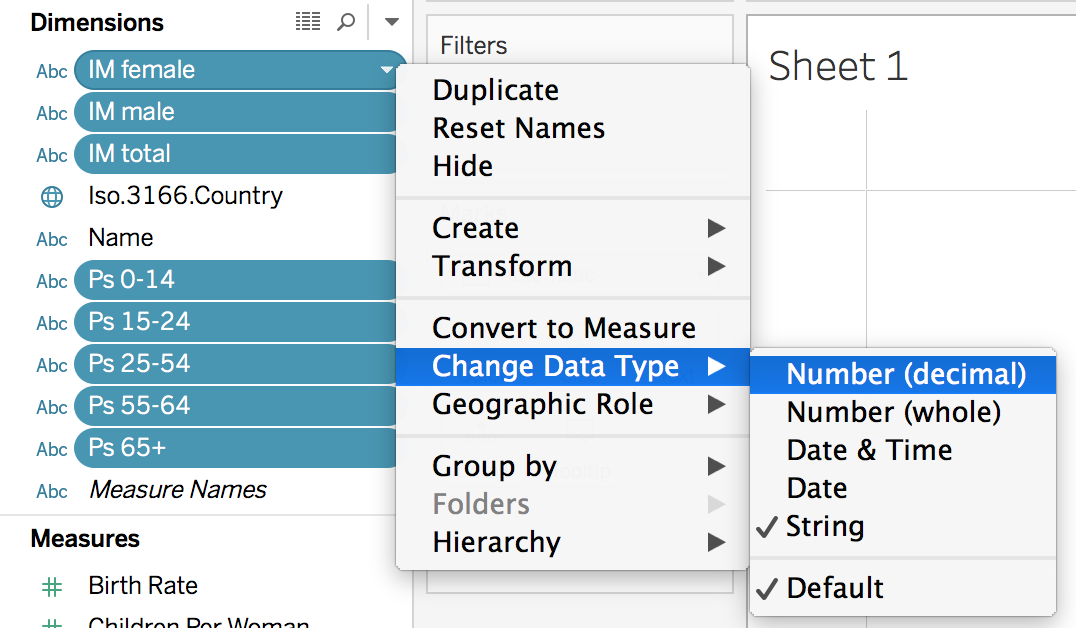 Dimensions
Abc IM female
Abc IM male
Abc IM total
Iso.3166.Country
Abc Name
Abc Ps 0-14
Abc Ps 15-24
Abc Ps 25-54
Abc Ps 55-64
Abc Ps 65+
Abc Measure Names
Measures
Birth Rate
Children Per Woman
Filters
Duplicate
Reset Names
Hide
Create
Transform
Convert to Measure
Change Data Type
Geographic Role
Group by
Folders
Hierarchy
Sheet 1
Number (decimal)
Number (whole)
Date & Time
Date
String
Default